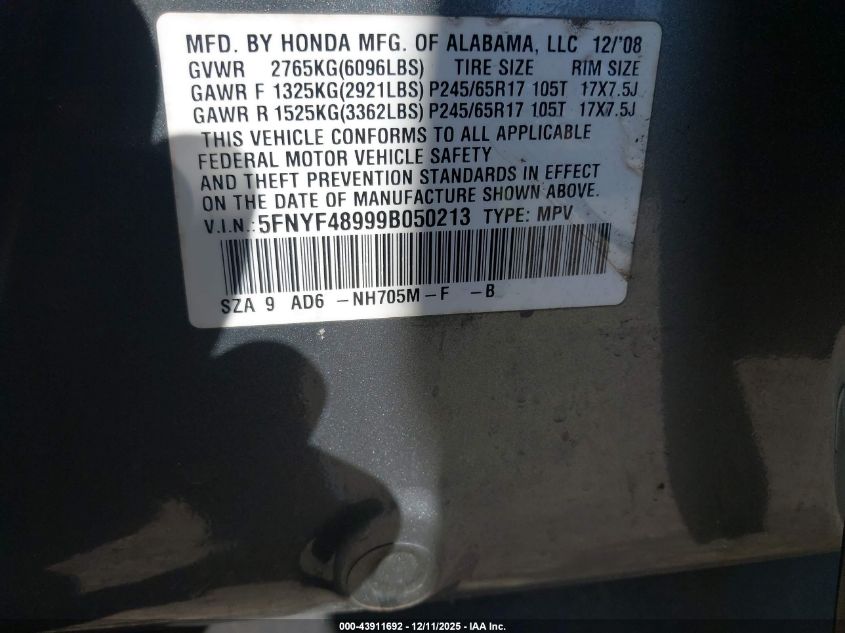 MFD. BY HONDA MFG. OF ALABAMA, LLC 12/'08
GVWR 2765KG(6096LBS) TIRE SIZE RIM SIZE
GAWR F 1325KG(2921LBS) P245/65R17 105T 17X7.5J
GAWR R 1525KG(3362LBS) P245/65R17 105T 17X7.5J
THIS VEHICLE CONFORMS TO ALL APPLICABLE
FEDERAL MOTOR VEHICLE SAFETY
AND THEFT PREVENTION STANDARDS IN EFFECT
ON THE DATE OF MANUFACTURE SHOWN ABOVE.
V.I.N.:5FNYF48999B050213 TYPE: MPV
SZA 9 AD6 -NH705M-F -B
000-43911692 - 12/11/2025 - IAA Inc.